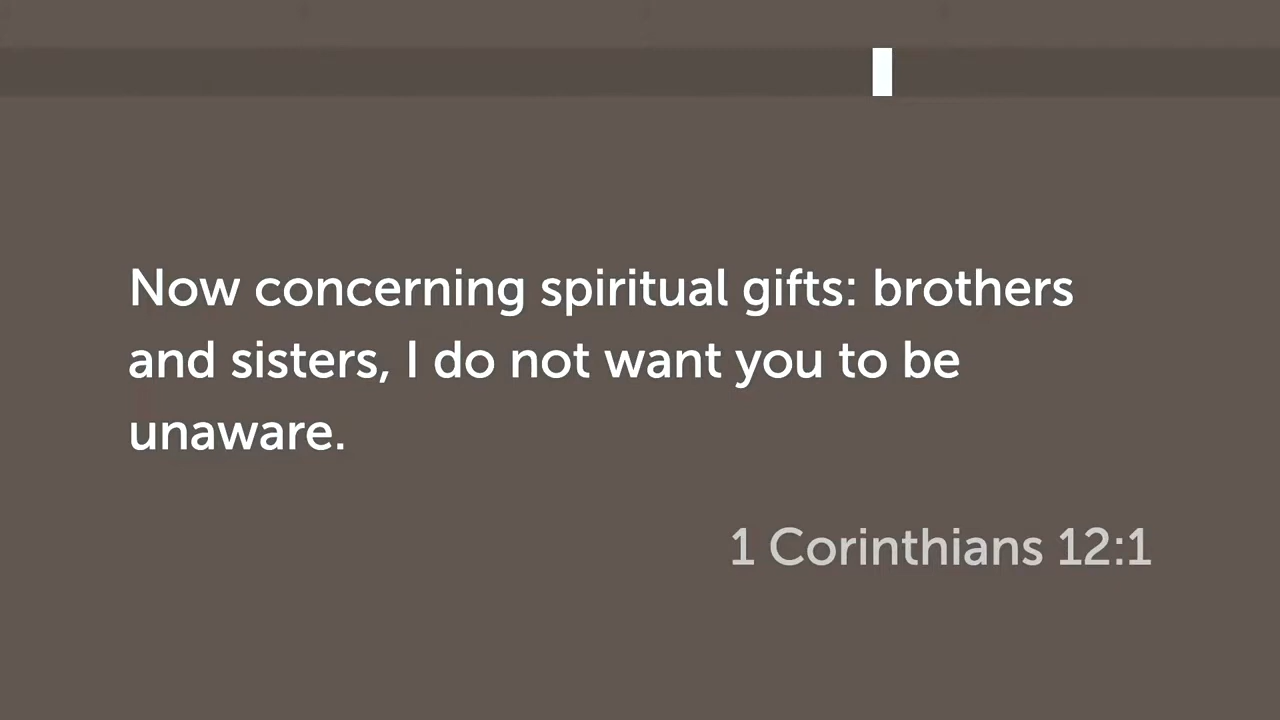 Now concerning spiritual gifts: brothers
and sisters, I do not want you to be
unaware.
1 Corinthians 12:1